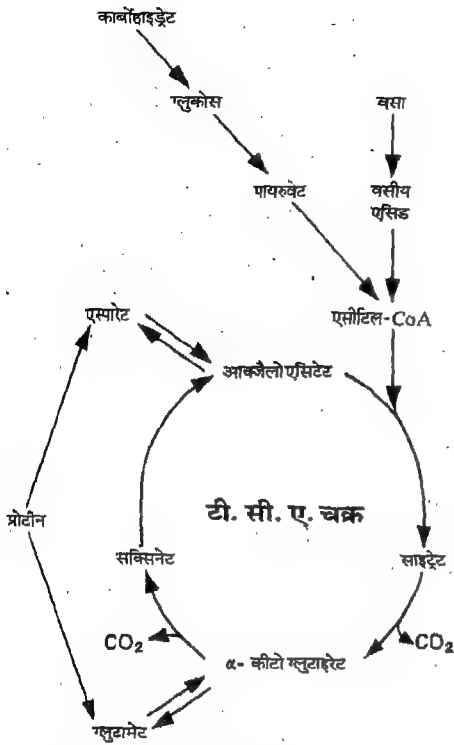 कार्बोहाइड्रेट
ग्लुकोस
वसा
पायरुवेट
वसीय
एसिड
एस्पारेट
एसीटिल-CoA
आक्जैलोएसिटेट
टी. सी. ए. चक्र
प्रोटीन
सक्सिनेट
साइट्रेट
CO2
CO2
α- कीटो ग्लुटाइरेट
ग्लुटामेट